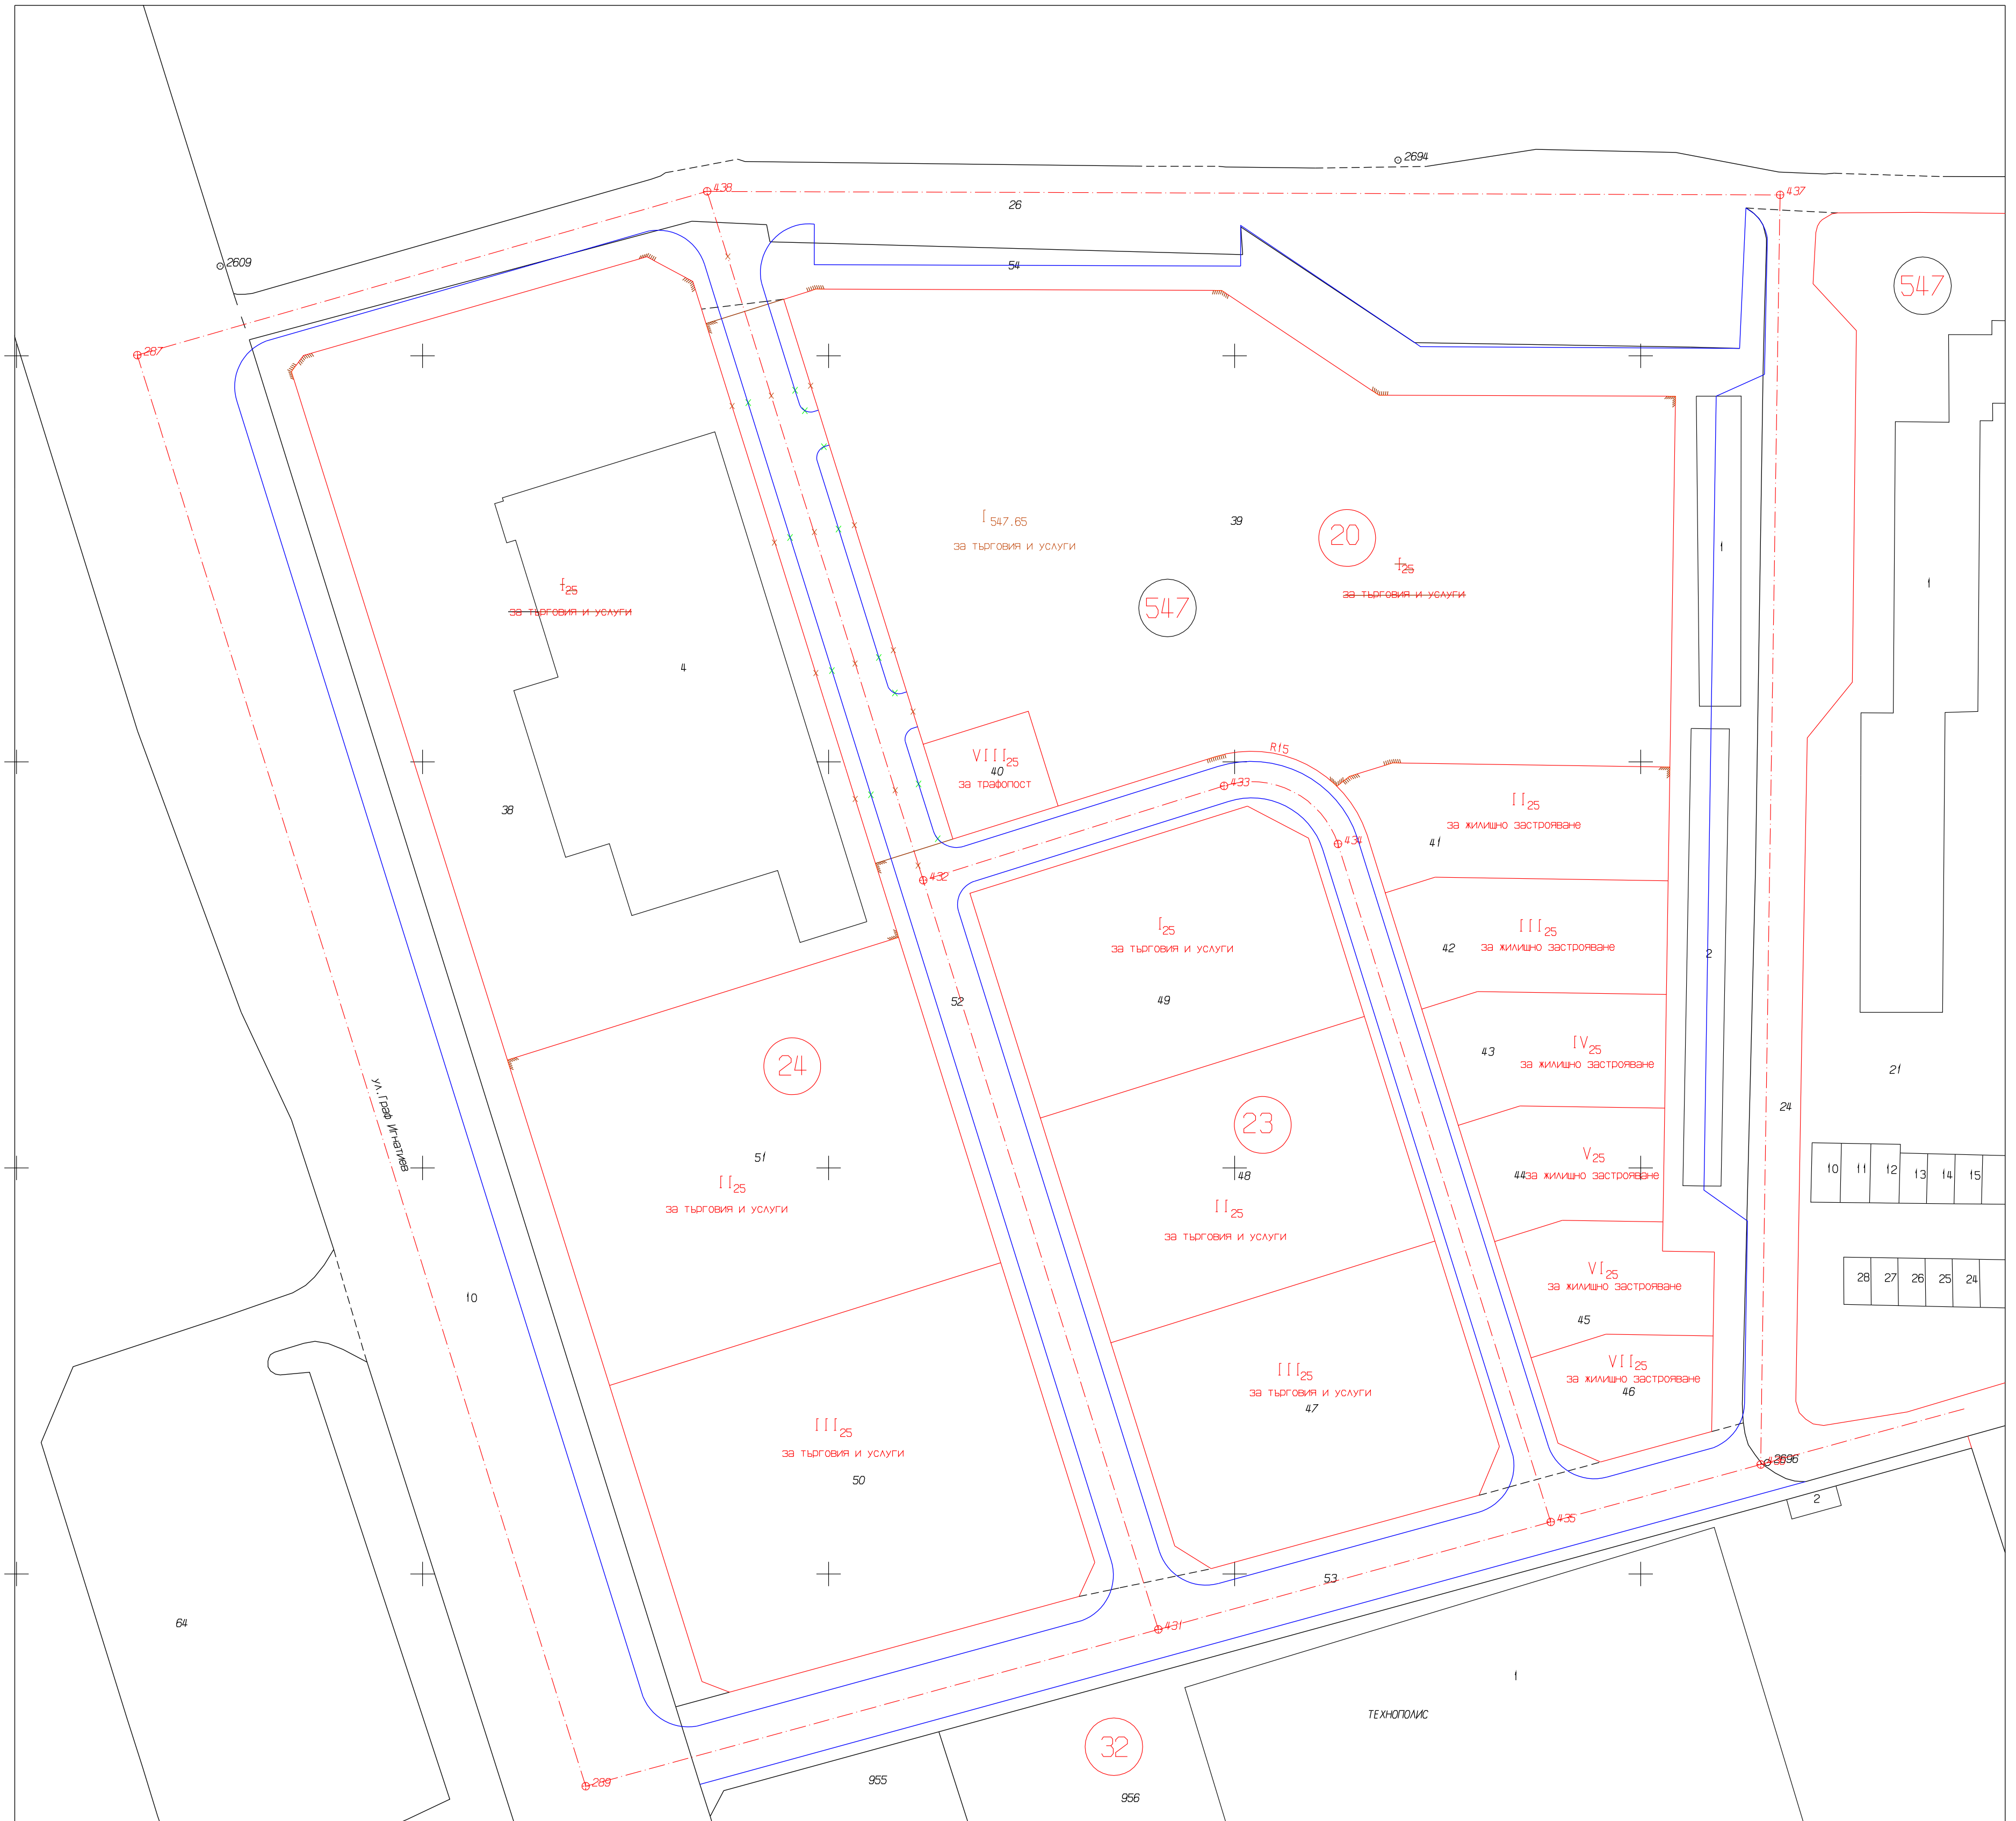 2694
438
437
26
2609
54
547
287
I 547.65
за търговия и услуги
39
20
I25
за търговия и услуги
1
I25
за търговия и услуги
1
547
4
R15
VIII25
40
за трафопост
433
II25
за жилищно застрояване
38
41
434
432
I25
за търговия и услуги
III25
за жилищно застрояване
42
2
52
49
IV25
за жилищно застрояване
43
24
21
24
ул. Граф Игнатиев
23
51
48
V25
44 за жилищно застрояване
10
11
12
13
14
15
II25
за търговия и услуги
II25
за търговия и услуги
VI25
за жилищно застрояване
28
27
26
25
24
10
45
VII25
за жилищно застрояване
46
III25
за търговия и услуги
47
III25
за търговия и услуги
50
2696
2
435
53
64
431
1
ТЕХНОПОЛИС
32
289
955
956